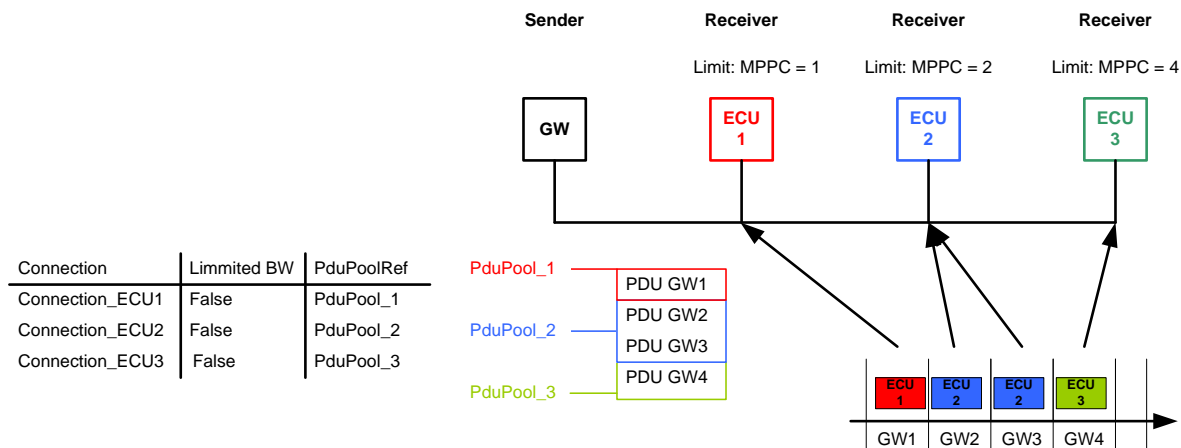 Sender Receiver Receiver Receiver
Limit: MPPC = 1 Limit: MPPC = 2 Limit: MPPC = 4
GW ECU 1 ECU 2 ECU 3
Connection Limmited BW PduPoolRef
Connection_ECU1 False PduPool_1
Connection_ECU2 False PduPool_2
Connection_ECU3 False PduPool_3
PduPool_1
PDU GW1
PDU GW2
PduPool_2
PDU GW3
PDU GW4
PduPool_3
ECU 1 ECU 2 ECU 2 ECU 3
GW1 GW2 GW3 GW4